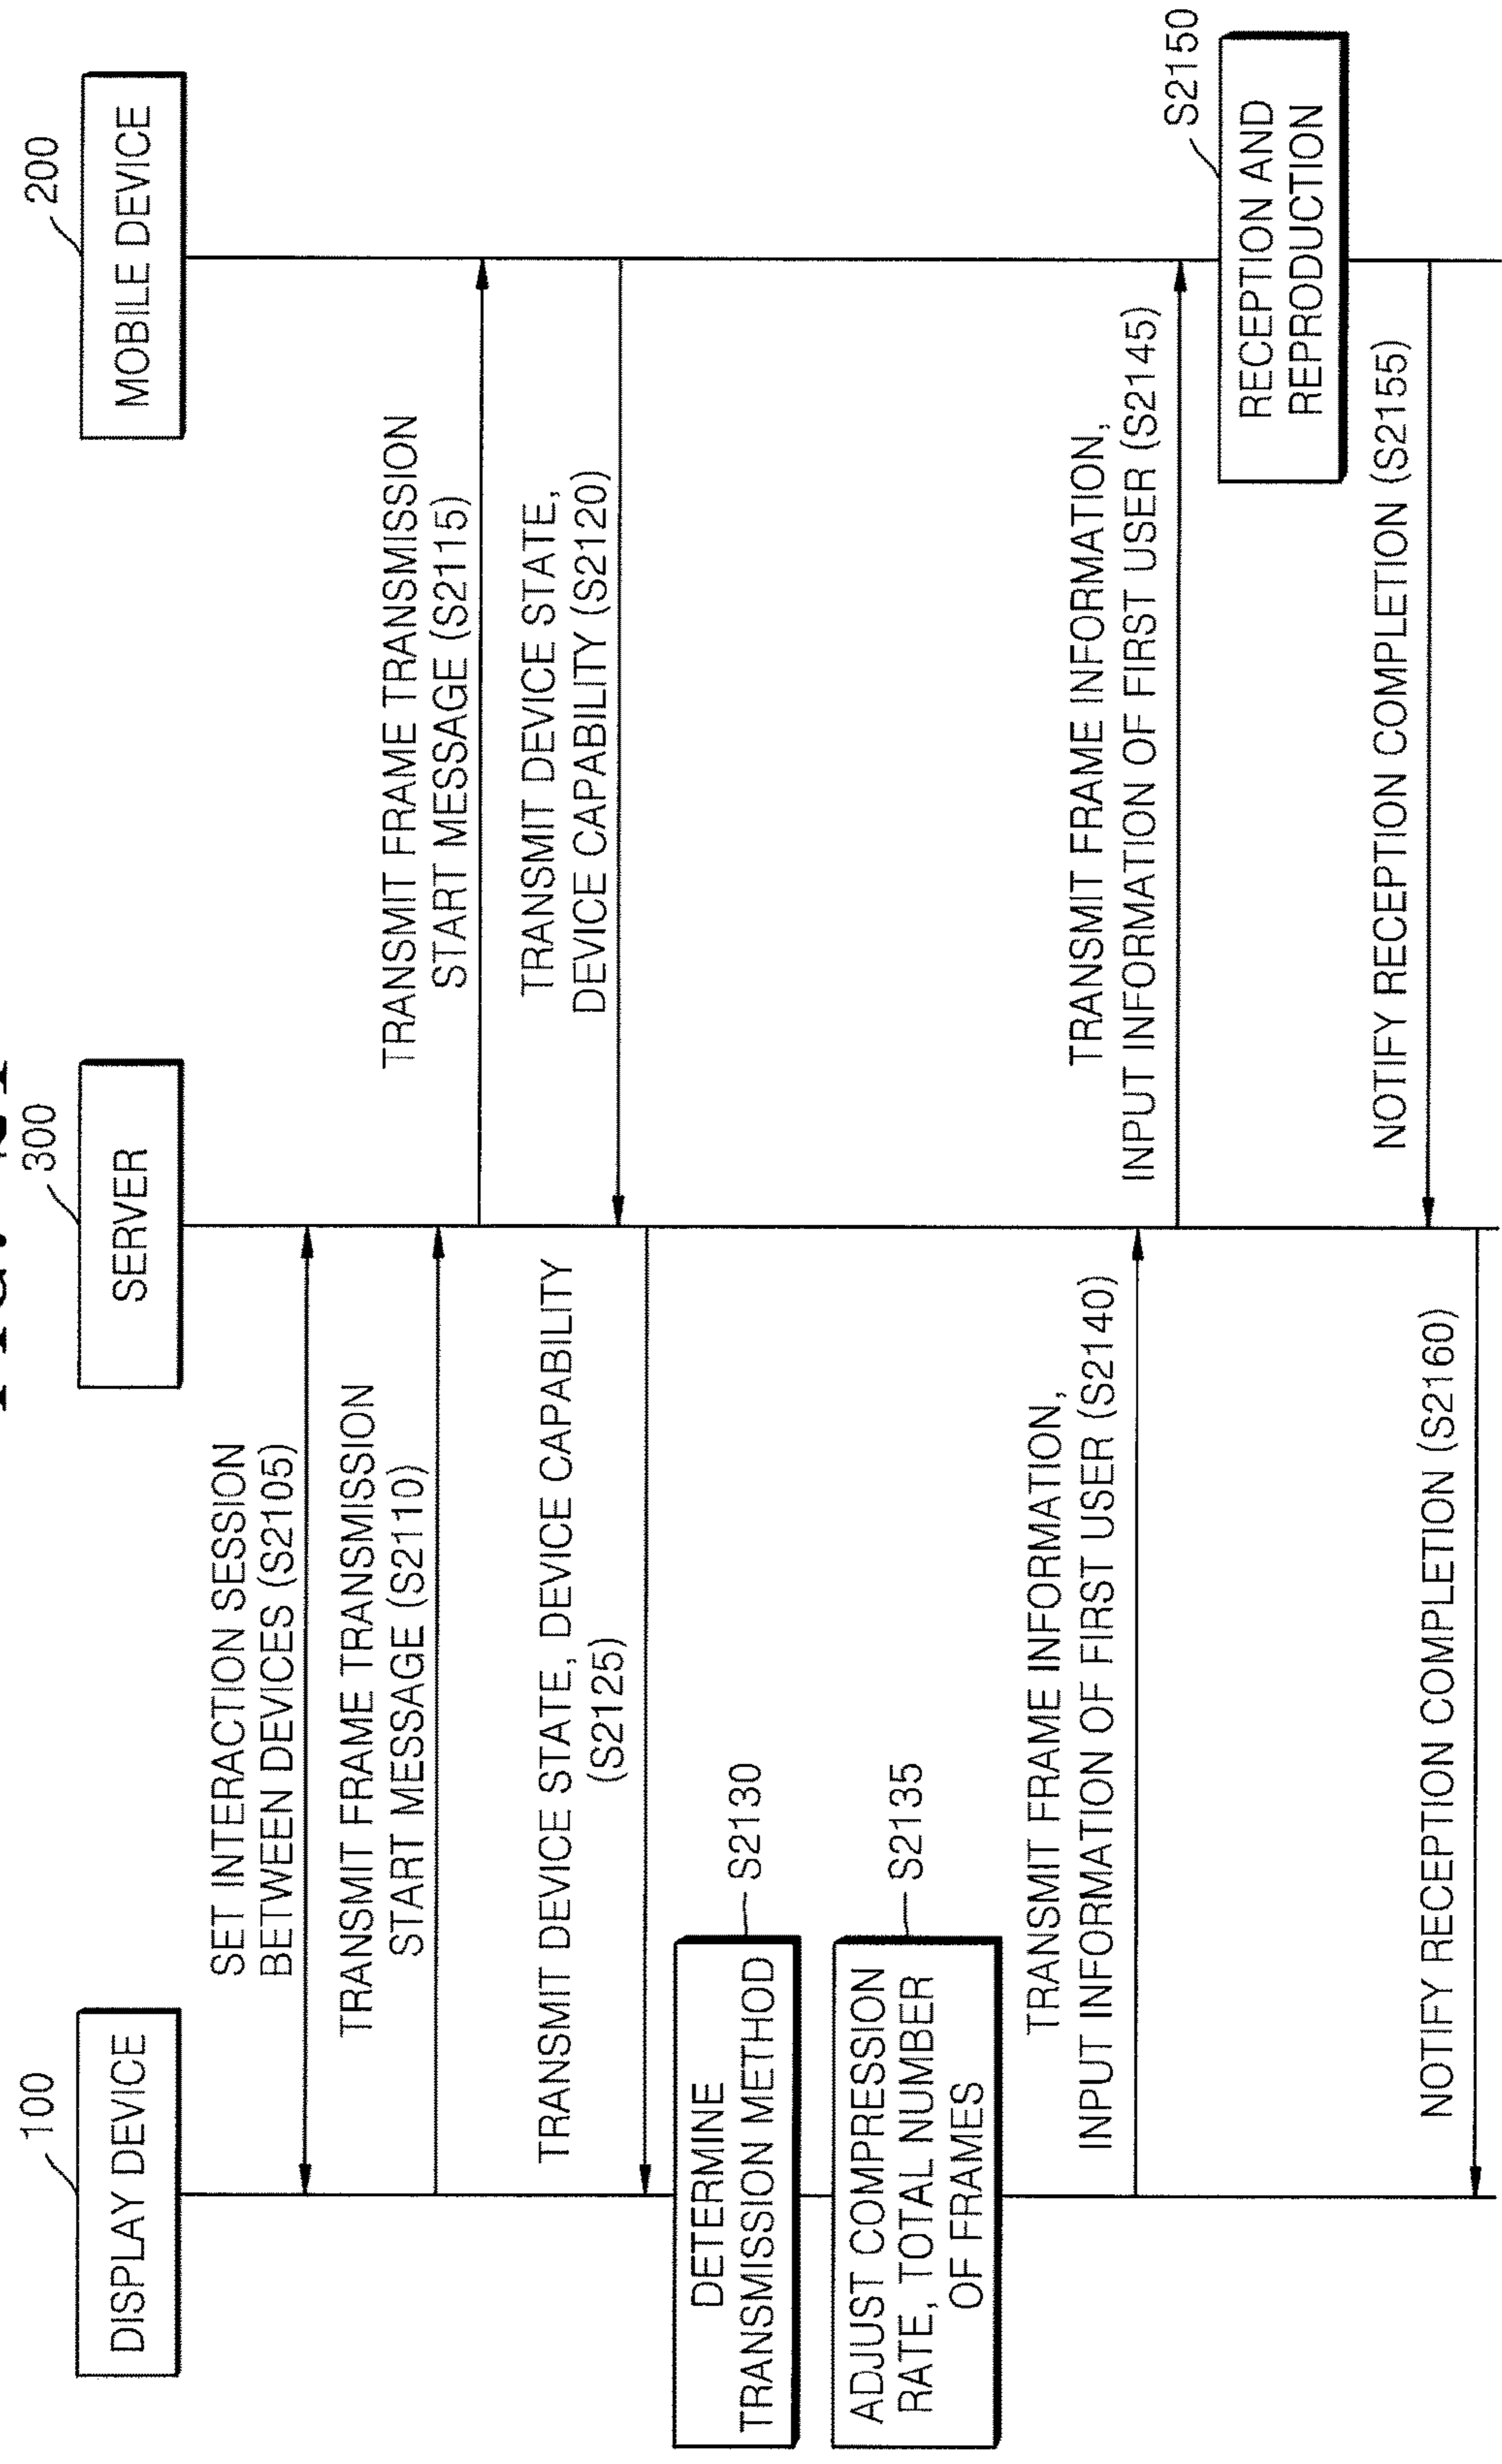 100
DISPLAY DEVICE
300
SERVER
200
MOBILE DEVICE
SET INTERACTION SESSION
BETWEEN DEVICES (S2105)
TRANSMIT FRAME TRANSMISSION
START MESSAGE (S2110)
TRANSMIT FRAME TRANSMISSION
START MESSAGE (S2115)
TRANSMIT DEVICE STATE,
DEVICE CAPABILITY (S2120)
TRANSMIT DEVICE STATE, DEVICE CAPABILITY
(S2125)
DETERMINE
TRANSMISSION METHOD
S2130
ADJUST COMPRESSION
RATE, TOTAL NUMBER
OF FRAMES
S2135
TRANSMIT FRAME INFORMATION,
INPUT INFORMATION OF FIRST USER (S2140)
TRANSMIT FRAME INFORMATION,
INPUT INFORMATION OF FIRST USER (S2145)
RECEPTION AND
REPRODUCTION
S2150
NOTIFY RECEPTION COMPLETION (S2155)
NOTIFY RECEPTION COMPLETION (S2160)